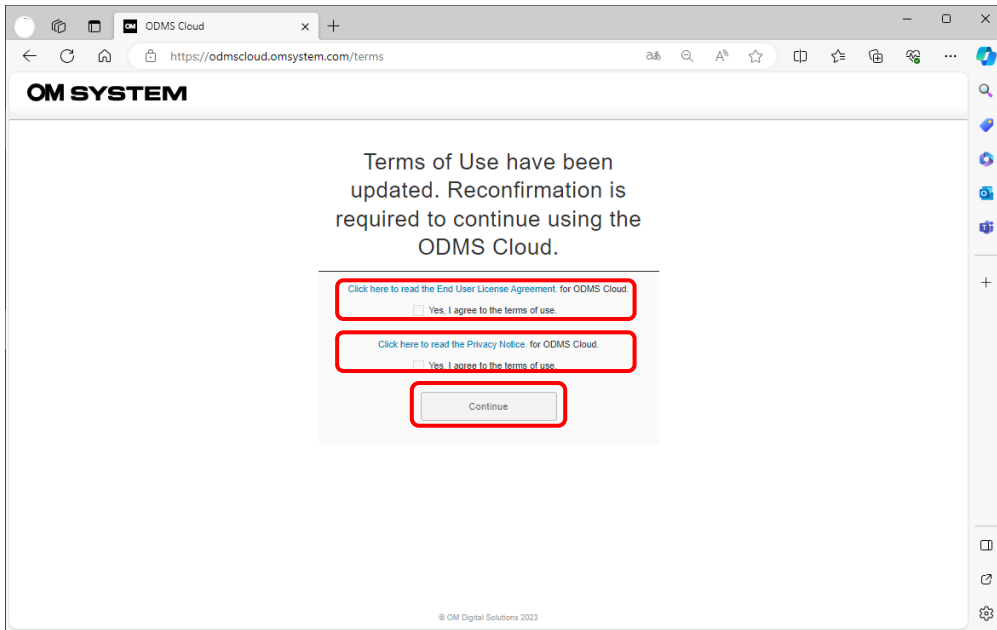 ODMS Cloud
https://odmscloud.omsystem.com/terms
OM SYSTEM
Terms of Use have been
updated. Reconfirmation is
required to continue using the
ODMS Cloud.
Click here to read the End User License Agreement. for ODMS Cloud.
Yes, I agree to the terms of use.
Click here to read the Privacy Notice. for ODMS Cloud.
Yes, I agree to the terms of use.
Continue
© OM Digital Solutions 2023